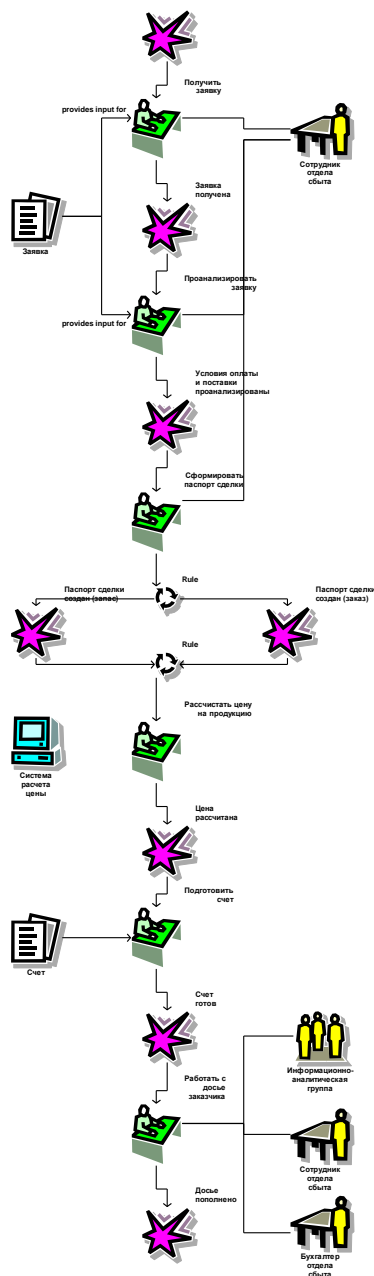 Получить
заявку
provides input for
Сотрудник
отдела
сбыта
Заявка
получена
Заявка
Проанализировать
заявку
provides input for
Условия оплаты
и поставки
проанализированы
Сформировать
паспорт сделки
Паспорт сделки
создан (запас)
Rule
Паспорт сделки
создан (заказ)
Rule
Рассчистать цену
на продукцию
Система
расчета
цены
Цена
рассчитана
Подготовить
счет
Счет
Счет
готов
Информационно-
аналитическая
группа
Работать с
досье
заказчика
Сотрудник
отдела
сбыта
Досье
пополнено
Бухгалтер
отдела
сбыта